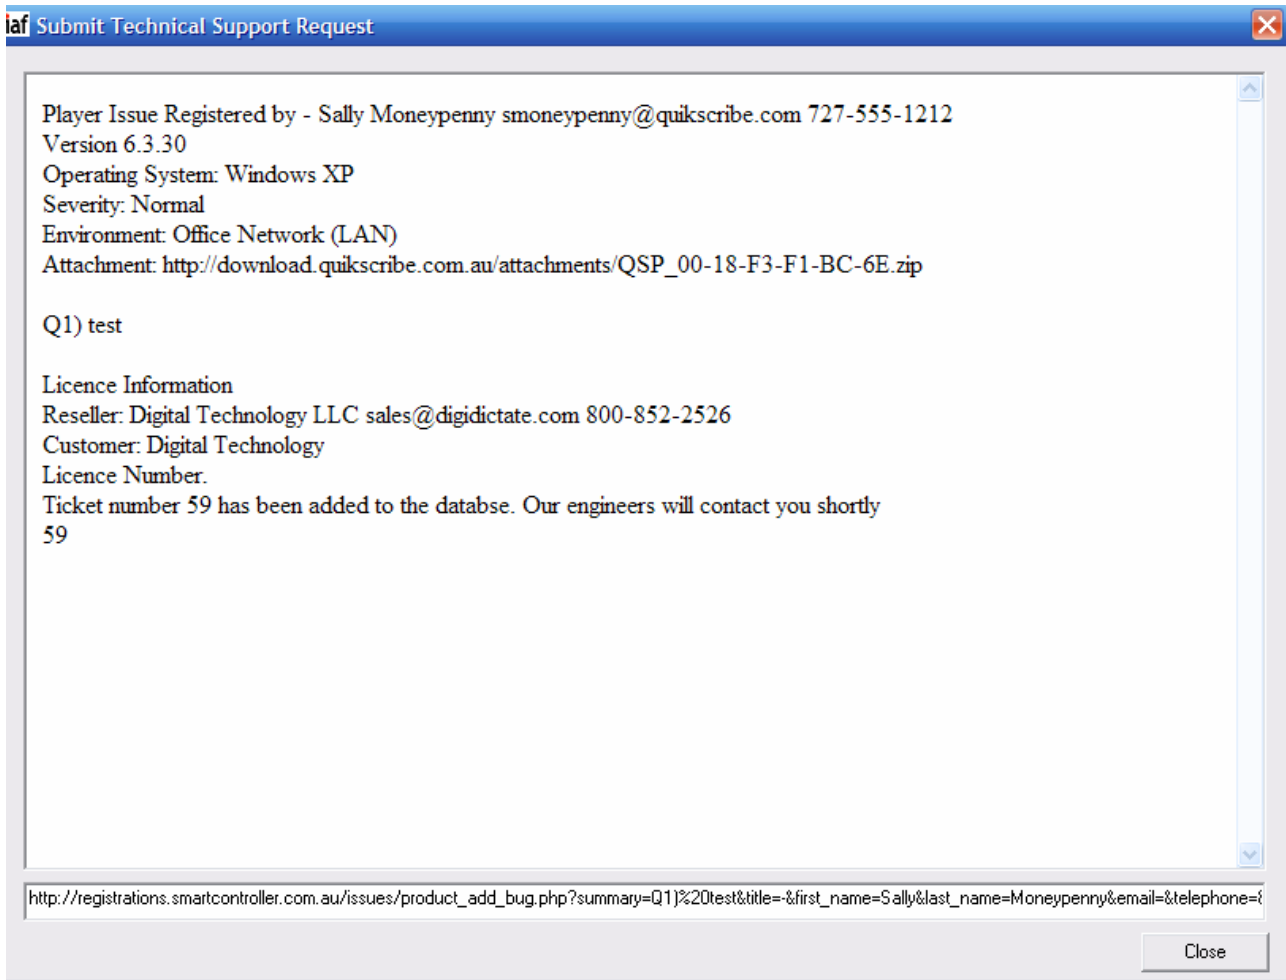 iaf Submit Technical Support Request
Player Issue Registered by - Sally Moneypenny smoneypenny@quikscribe.com 727-555-1212
Version 6.3.30
Operating System: Windows XP
Severity: Normal
Environment: Office Network (LAN)
Attachment: http://download.quikscribe.com.au/attachments/QSP_00-18-F3-F1-BC-6E.zip
Q1) test
Licence Information
Reseller: Digital Technology LLC sales@digidictate.com 800-852-2526
Customer: Digital Technology
Licence Number.
Ticket number 59 has been added to the databse. Our engineers will contact you shortly
59
http://registrations.smartcontroller.com.au/issues/product_add_bug.php?summary=Q1)%20test&title=-&first_name=Sally&last_name=Moneypenny&email=&telephone=&
Close